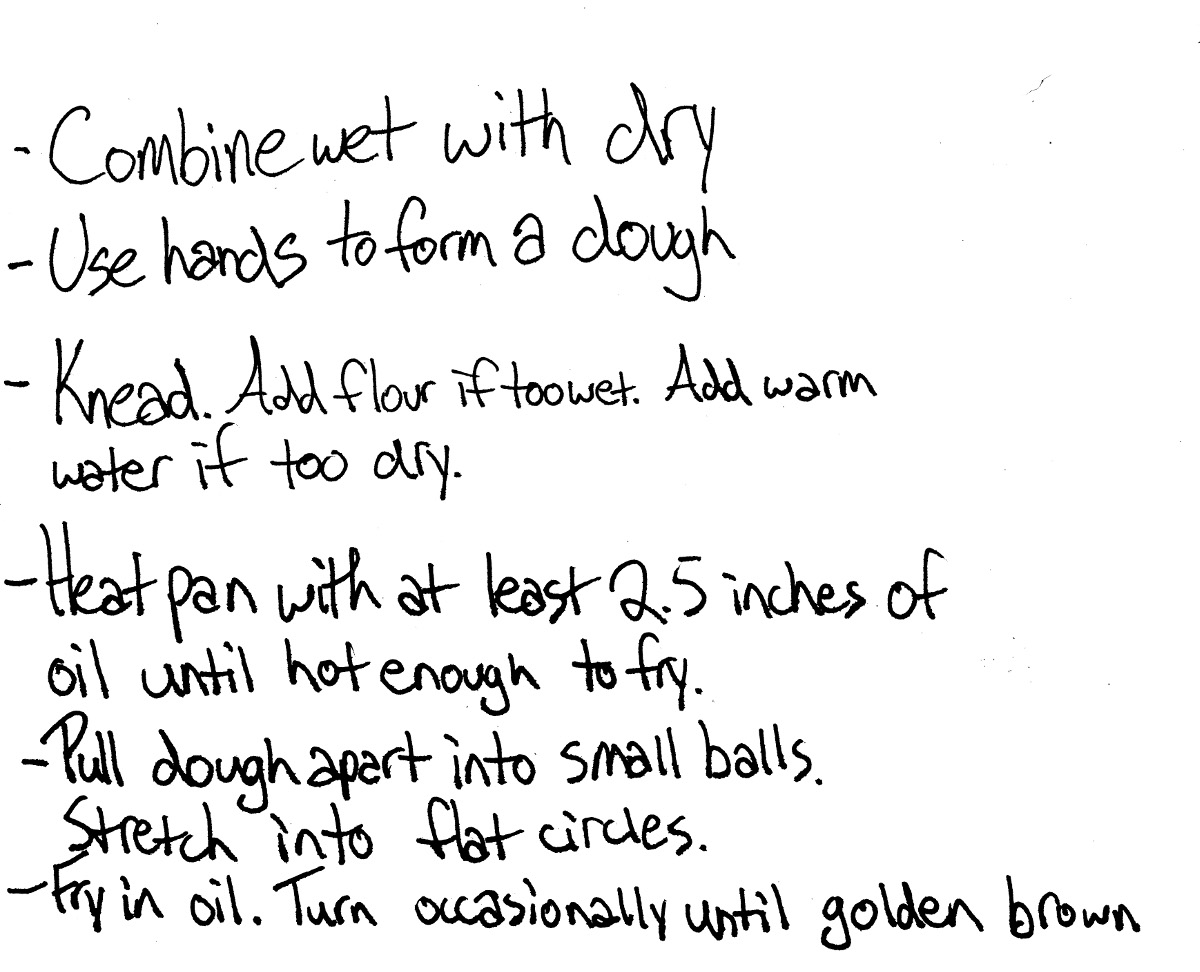 - Combine wet with dry
- Use hands to form a dough
- Knead. Add flour if too wet. Add warm
water if too dry.
- Heat pan with at least 2.5 inches of
oil until hot enough to fry.
- Pull dough apart into small balls.
Stretch into flat circles.
- Fry in oil. Turn occasionally until golden brown